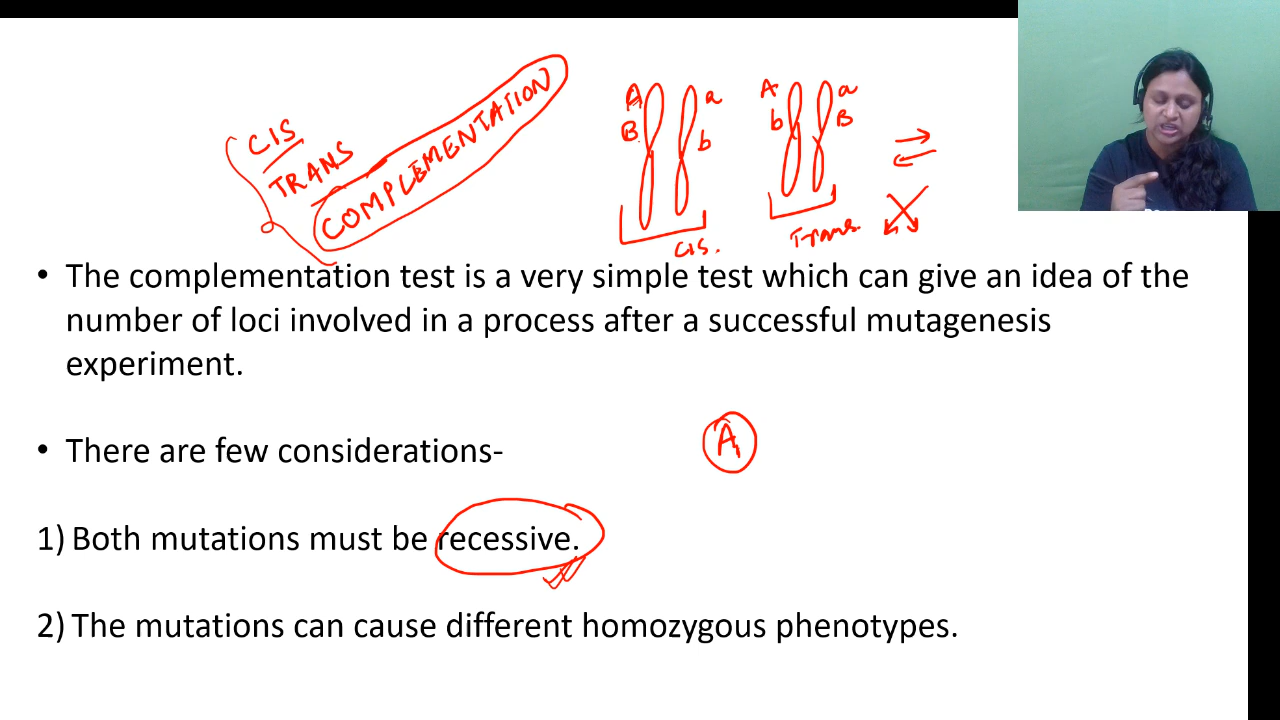 CIS
TRANS
COMPLEMENTATION
A a
B b
cis.
A a
b B
Trans.
• The complementation test is a very simple test which can give an idea of the
number of loci involved in a process after a successful mutagenesis
experiment.
• There are few considerations-
A
1) Both mutations must be recessive.
2) The mutations can cause different homozygous phenotypes.